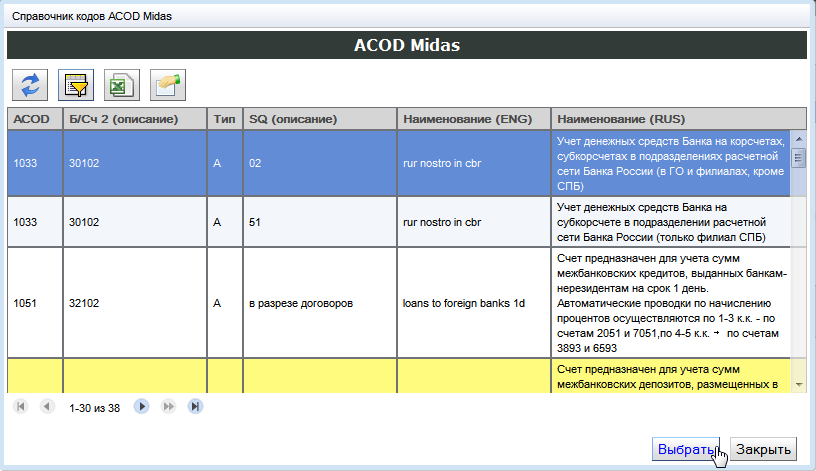 Справочник кодов ACOD Midas
ACOD Midas
ACOD Б/Сч 2 (описание) Тип SQ (описание) Наименование (ENG) Наименование (RUS)
1033 30102 А 02 rur nostro in cbr
Учет денежных средств Банка на корсчетах,
субкорсчетах в подразделениях расчетной
сети Банка России (в ГО и филиалах, кроме
СПБ)
1033 30102 А 51 rur nostro in cbr
Учет денежных средств Банка на
субкорсчете в подразделении расчетной
сети Банка России (только филиал СПБ)
1051 32102 А в разрезе договоров loans to foreign banks 1d
Счет предназначен для учета сумм
межбанковских кредитов, выданных банкам-
нерезидентам на срок 1 день.
Автоматические проводки по начислению
процентов осуществляются по 1-3 к.к. - по
счетам 2051 и 7051,по 4-5 к.к. → по счетам
3893 и 6593
Счет предназначен для учета сумм
межбанковских депозитов, размещенных в
1-30 из 38
Выбрать Закрыть